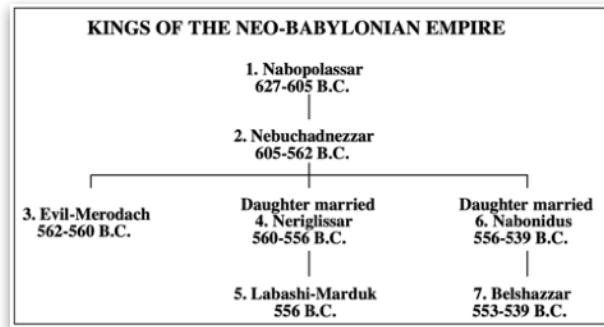 KINGS OF THE NEO-BABYLONIAN EMPIRE
1. Nabopolassar
627-605 B.C.
2. Nebuchadnezzar
605-562 B.C.
3. Evil-Merodach
562-560 B.C.
Daughter married
4. Neriglissar
560-556 B.C.
Daughter married
6. Nabonidus
556-539 B.C.
5. Labashi-Marduk
556 B.C.
7. Belshazzar
553-539 B.C.